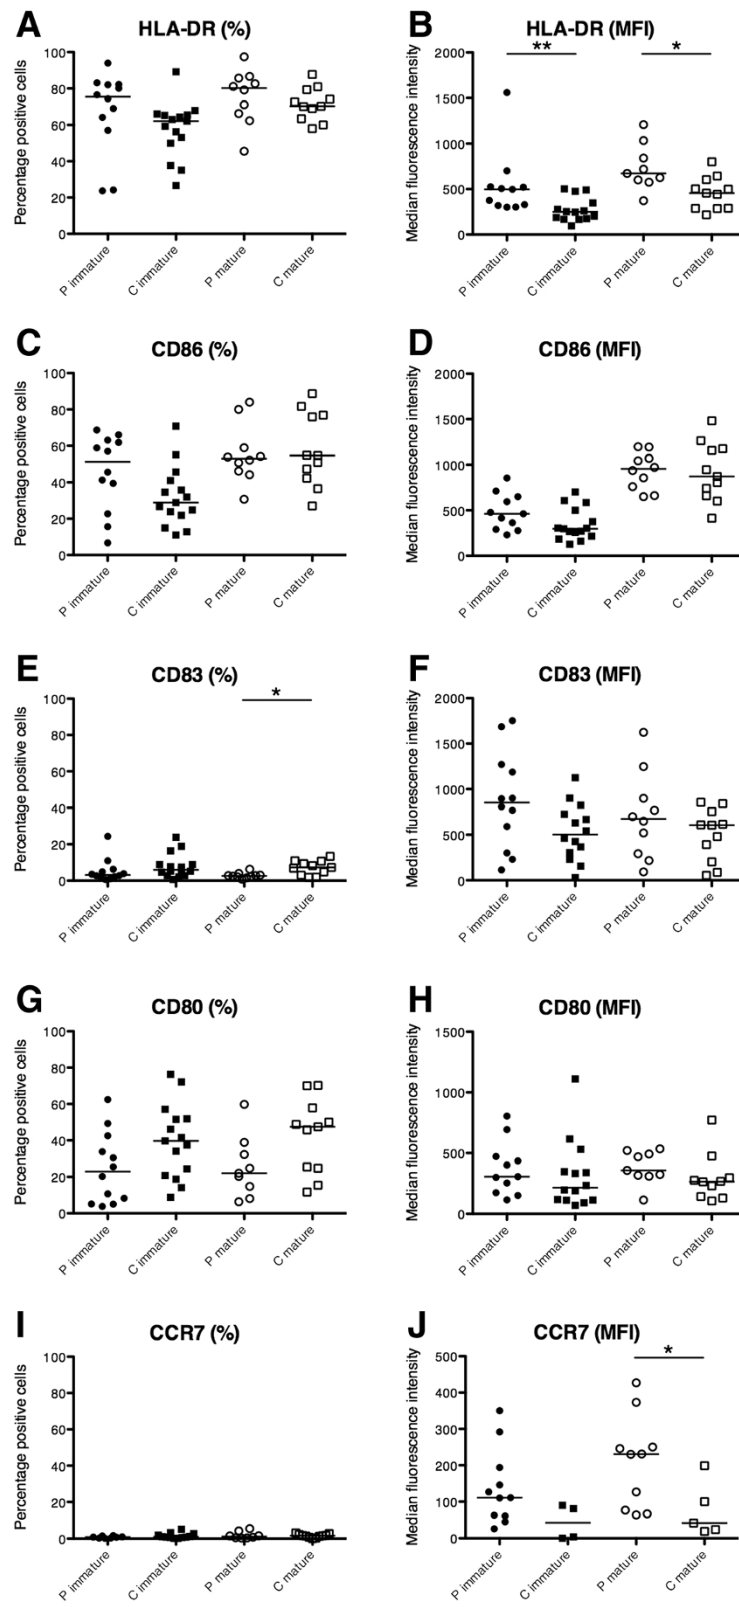 A
HLA-DR (%)
Percentage positive cells
100
80
60
40
20
0
P immature
C immature
P mature
C mature
B
HLA-DR (MFI)
Median fluorescence intensity
2000
1500
1000
500
0
**
*
P immature
C immature
P mature
C mature
C
CD86 (%)
Percentage positive cells
100
80
60
40
20
0
P immature
C immature
P mature
C mature
D
CD86 (MFI)
Median fluorescence intensity
2000
1500
1000
500
0
P immature
C immature
P mature
C mature
E
CD83 (%)
Percentage positive cells
100
80
60
40
20
0
*
P immature
C immature
P mature
C mature
F
CD83 (MFI)
Median fluorescence intensity
2000
1500
1000
500
0
P immature
C immature
P mature
C mature
G
CD80 (%)
Percentage positive cells
100
80
60
40
20
0
P immature
C immature
P mature
C mature
H
CD80 (MFI)
Median fluorescence intensity
1500
1000
500
0
P immature
C immature
P mature
C mature
I
CCR7 (%)
Percentage positive cells
100
80
60
40
20
0
P immature
C immature
P mature
C mature
J
CCR7 (MFI)
Median fluorescence intensity
500
400
300
200
100
0
*
P immature
C immature
P mature
C mature